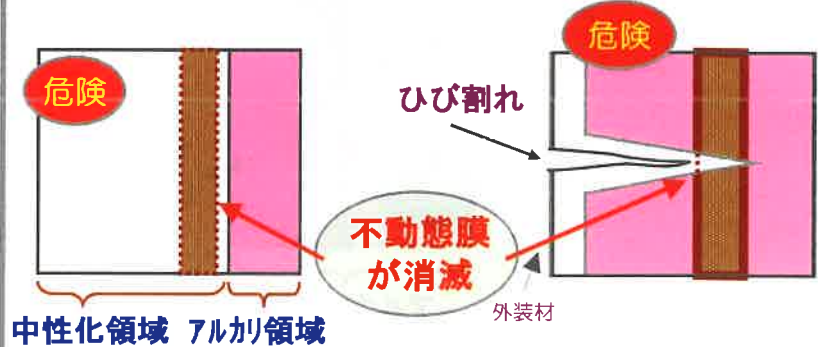 危険
危険
ひび割れ
不動態膜
が消滅
外装材
中性化領域 アルカリ領域